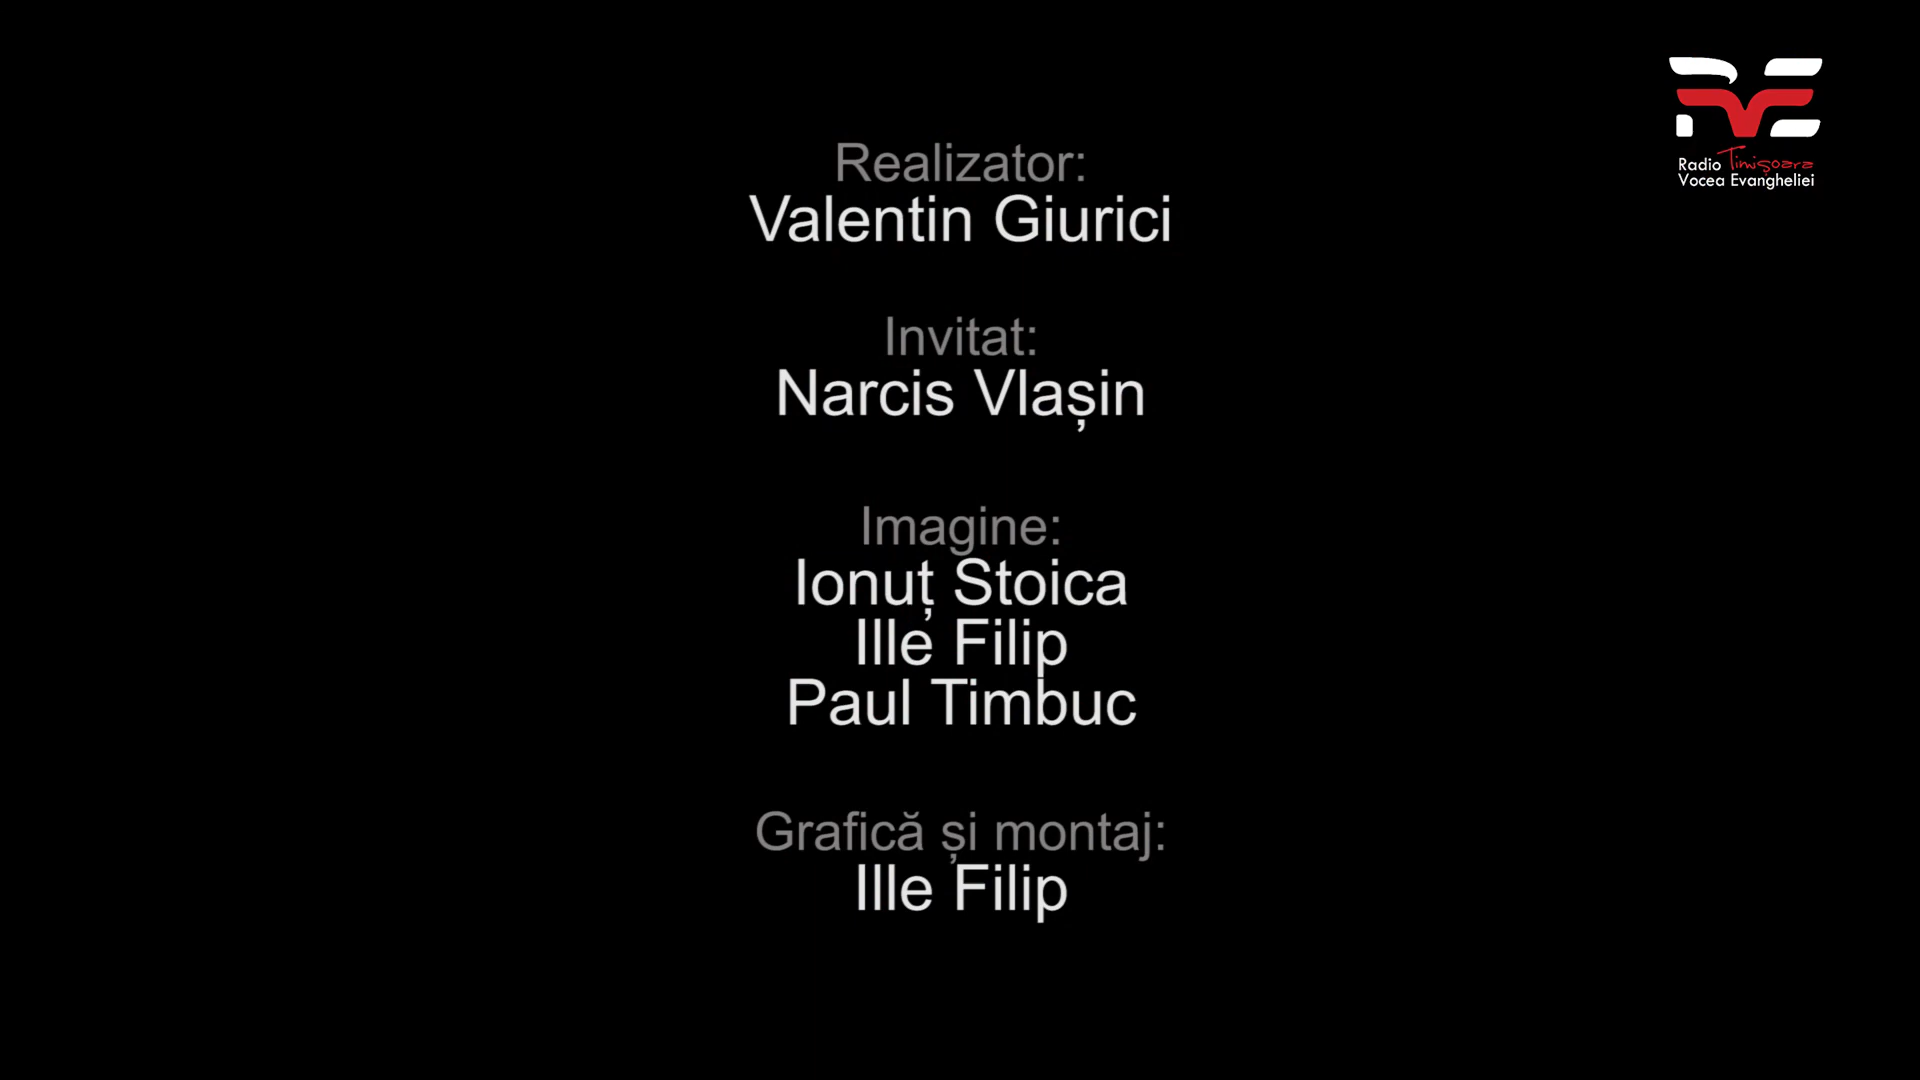 RVE
Radio Timișoara
Vocea Evangheliei
Realizator:
Valentin Giurici
Invitat:
Narcis Vlașin
Imagine:
Ionuț Stoica
Ille Filip
Paul Timbuc
Grafică și montaj:
Ille Filip